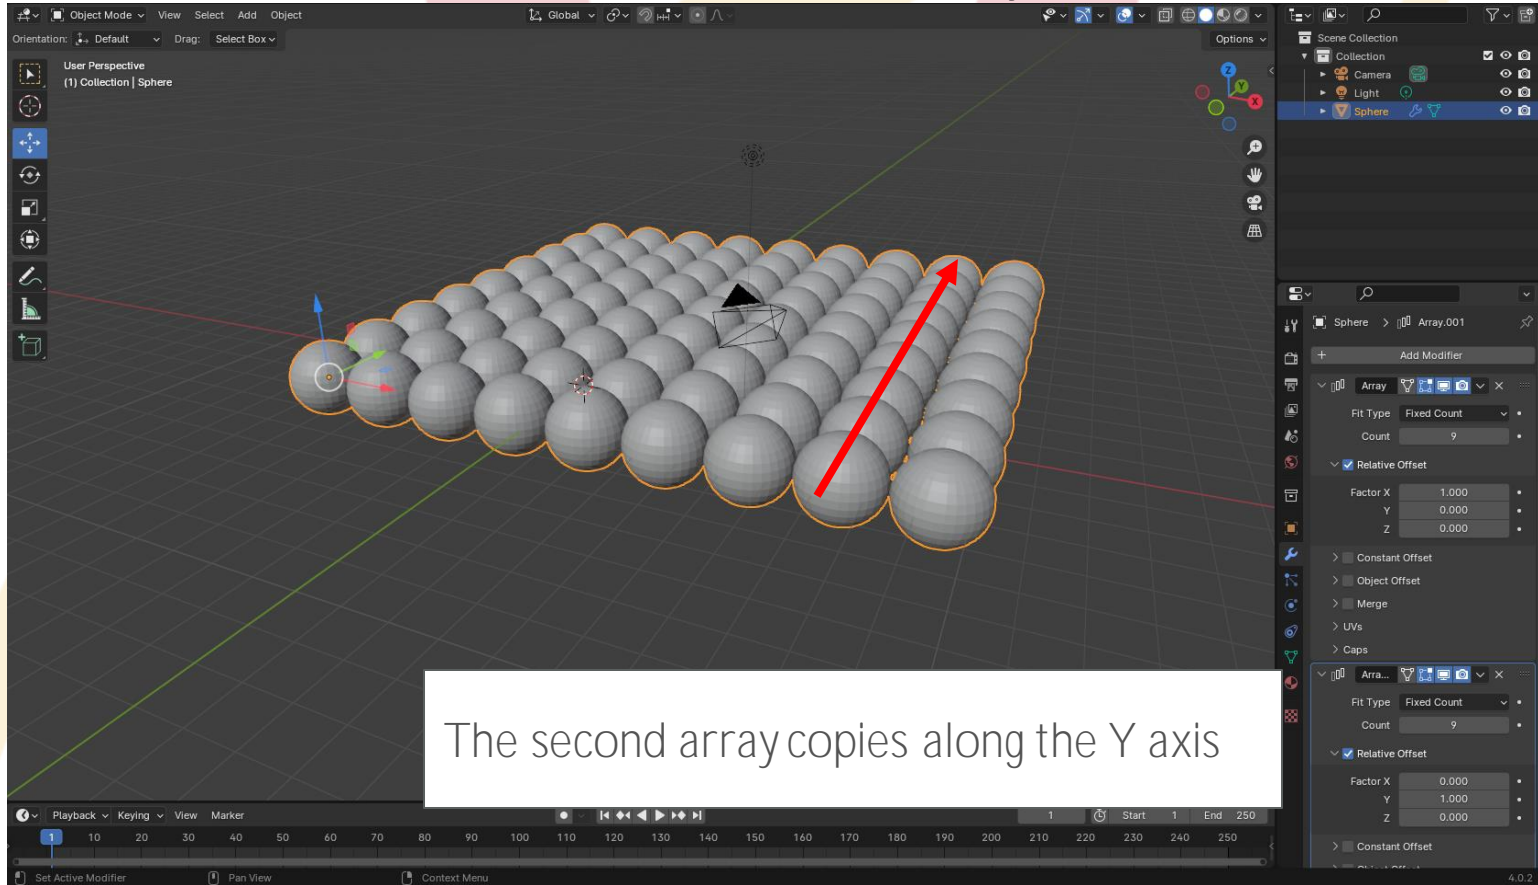 Object Mode View Select Add Object Global
Orientation: Default Drag: Select Box Options
User Perspective
(1) Collection | Sphere
Z
Y
X
Scene Collection
Collection
Camera
Light
Sphere
Sphere > Array.001
+ Add Modifier
Array
Fit Type Fixed Count
Count 9
Relative Offset
Factor X 1.000
Y 0.000
Z 0.000
Constant Offset
Object Offset
Merge
UVs
Caps
Arra...
Fit Type Fixed Count
Count 9
Relative Offset
Factor X 0.000
Y 1.000
Z 0.000
Constant Offset
The second array copies along the Y axis
Playback Keying View Marker 1 Start 1 End 250
1 10 20 30 40 50 60 70 80 90 100 110 120 130 140 150 160 170 180 190 200 210 220 230 240 250
Set Active Modifier Pan View Context Menu 4.0.2